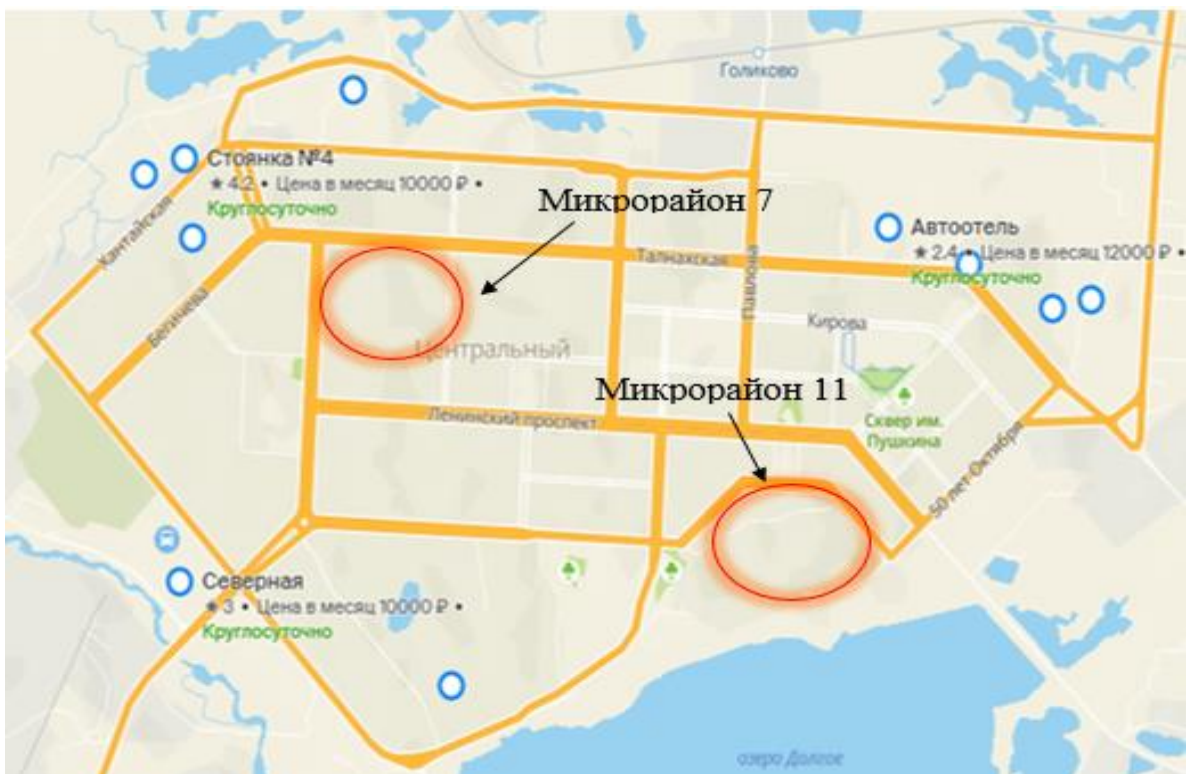 Голиково
Стоянка №4
★ 4.2 • Цена в месяц 10000 ₽ •
Круглосуточно
Микрорайон 7
Кантайская
Автоотель
★ 2.4 • Цена в месяц 12000 ₽ •
Круглосуточно
Талнахская
Павлова
Бегичева
Кирова
Центральный
Микрорайон 11
Ленинский проспект
Сквер им.
Пушкина
50 лет Октября
Северная
★ 3 • Цена в месяц 10000 ₽ •
Круглосуточно
озеро Долгое